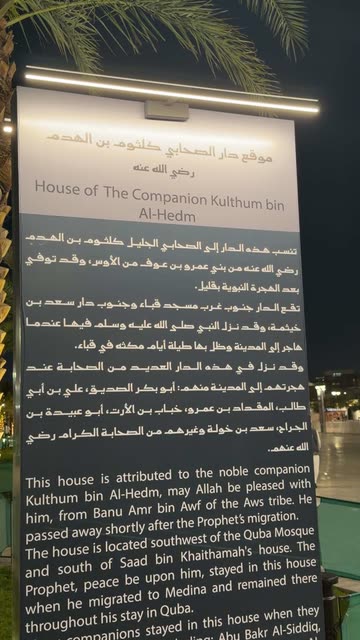 موقع دار الصحابي كلثوم بن الهدم
رضي الله عنه
House of The Companion Kulthum bin
Al-Hedm
تنسب هذه الدار إلى الصحابي الجليل كلثوم بن الهدم
رضي الله عنه من بني عمرو بن عوف من الأوس، وقد توفي
بعد الهجرة النبوية بقليل.
تقع الدار جنوب غرب مسجد قباء وجنوب دار سعد بن
خيثمة، وقد نزل النبي صلى الله عليه وسلم فيها عندما
هاجر إلى المدينة وظل بها طيلة أيام مكثه في قباء.
وقد نزل في هذه الدار العديد من الصحابة عند
هجرتهم إلى المدينة منهم: أبو بكر الصديق، علي بن أبي
طالب، المقداد بن عمرو، خباب بن الأرت، أبو عبيدة بن
الجراح، سعد بن خولة وغيرهم من الصحابة الكرام رضي
الله عنهم.
This house is attributed to the noble companion
Kulthum bin Al-Hedm, may Allah be pleased with
him, from Banu Amr bin Awf of the Aws tribe. He
passed away shortly after the Prophet's migration.
The house is located southwest of the Quba Mosque
and south of Saad bin Khaithamah's house. The
Prophet, peace be upon him, stayed in this house
when he migrated to Medina and remained there
throughout his stay in Quba.
companions stayed in this house when they
Abu Bakr Al-Siddiq,